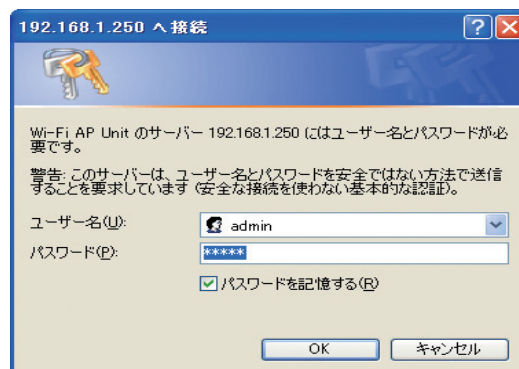 192.168.1.250 へ接続
Wi-Fi AP Unit のサーバー 192.168.1.250 にはユーザー名とパスワードが必
要です。
警告: このサーバーは、ユーザー名とパスワードを安全ではない方法で送信
することを要求しています (安全な接続を使わない基本的な認証)。
ユーザー名(U):
admin
パスワード(P):
*****
パスワードを記憶する(R)
OK
キャンセル